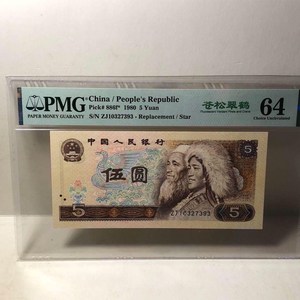 PMG
PAPER MONEY GUARANTY
China / People's Republic
Pick# 886f* 1980 5 Yuan
S/N ZJ10327393 - Replacement / Star
苍松翠鹤
64
Choice Uncirculated
中国人民银行
5
伍圆
5
5
ZJ10327393